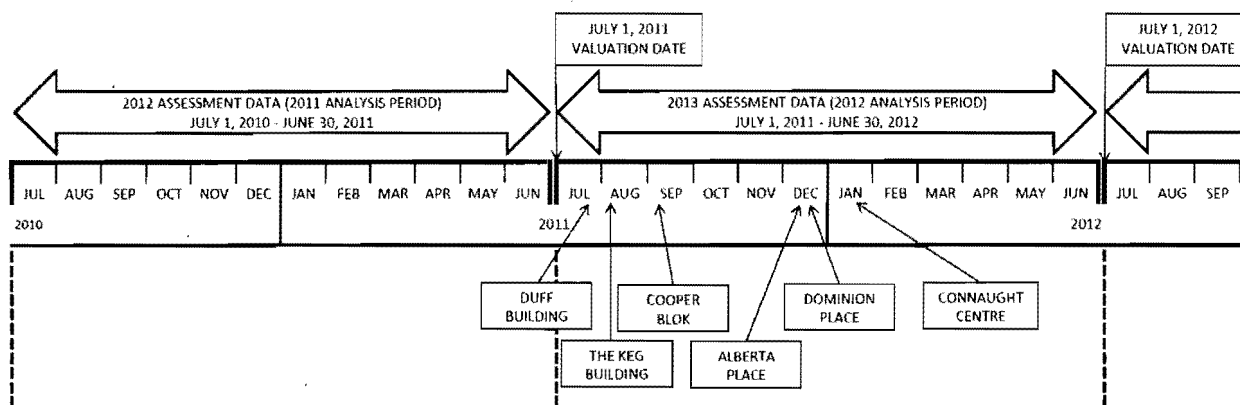 JULY 1, 2011
VALUATION DATE
JULY 1, 2012
VALUATION DATE
2012 ASSESSMENT DATA (2011 ANALYSIS PERIOD)
JULY 1, 2010 - JUNE 30, 2011
2013 ASSESSMENT DATA (2012 ANALYSIS PERIOD)
JULY 1, 2011 - JUNE 30, 2012
JUL AUG SEP OCT NOV DEC JAN FEB MAR APR MAY JUN JUL AUG SEP OCT NOV DEC JAN FEB MAR APR MAY JUN JUL AUG SEP
2010 2011 2012
DUFF
BUILDING
COOPER
BLOK
DOMINION
PLACE
CONNAUGHT
CENTRE
THE KEG
BUILDING
ALBERTA
PLACE